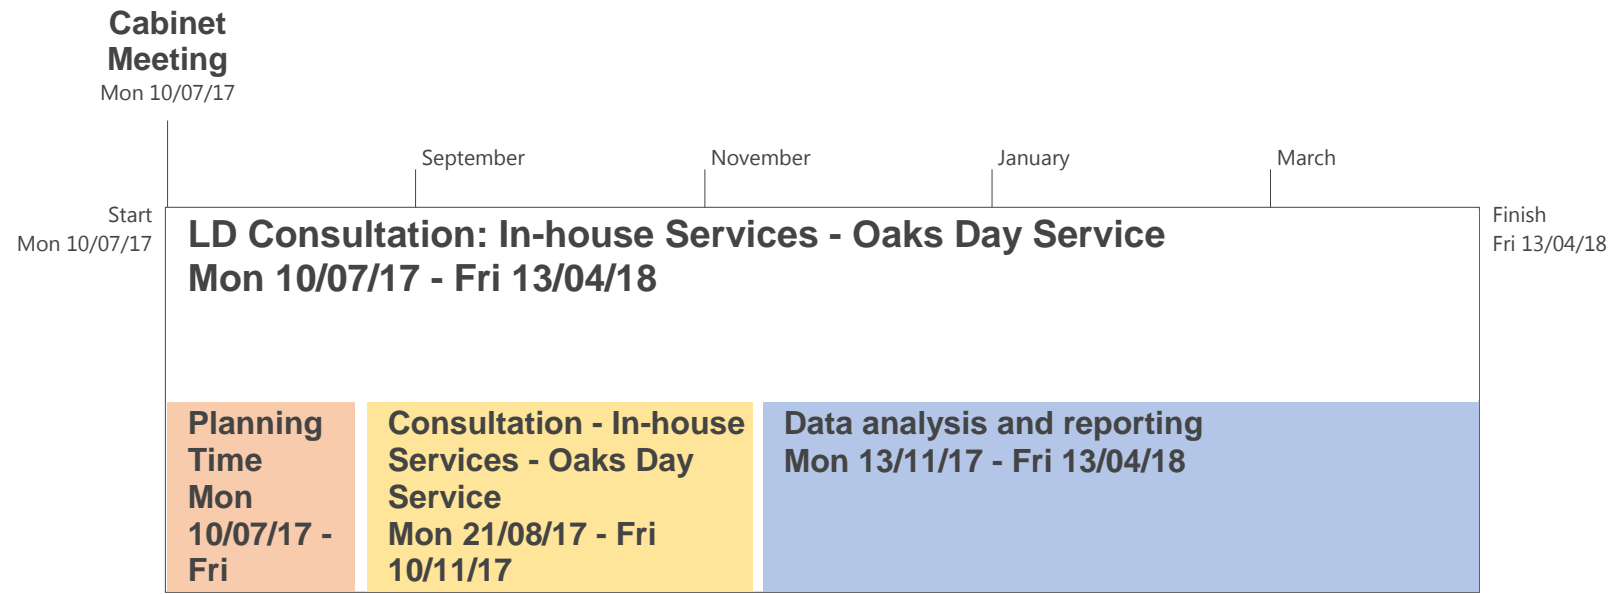 Cabinet
Meeting
Mon 10/07/17
September
November
January
March
Start
Mon 10/07/17
LD Consultation: In-house Services - Oaks Day Service
Mon 10/07/17 - Fri 13/04/18
Finish
Fri 13/04/18
Planning
Time
Mon
10/07/17 -
Fri
Consultation - In-house
Services - Oaks Day
Service
Mon 21/08/17 - Fri
10/11/17
Data analysis and reporting
Mon 13/11/17 - Fri 13/04/18